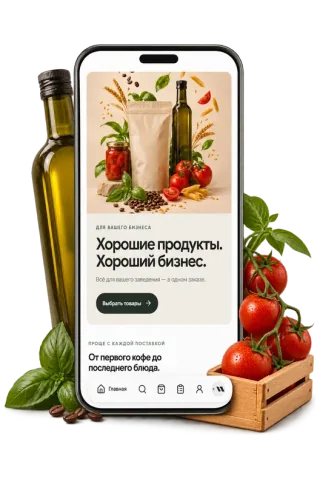 ДЛЯ ВАШЕГО БИЗНЕСА
Хорошие продукты.
Хороший бизнес.
Всё для вашего заведения — в одном заказе.
Выбрать товары →
ПРОЩЕ С КАЖДОЙ ПОСТАВКОЙ
От первого кофе до
последнего блюда.
Главная